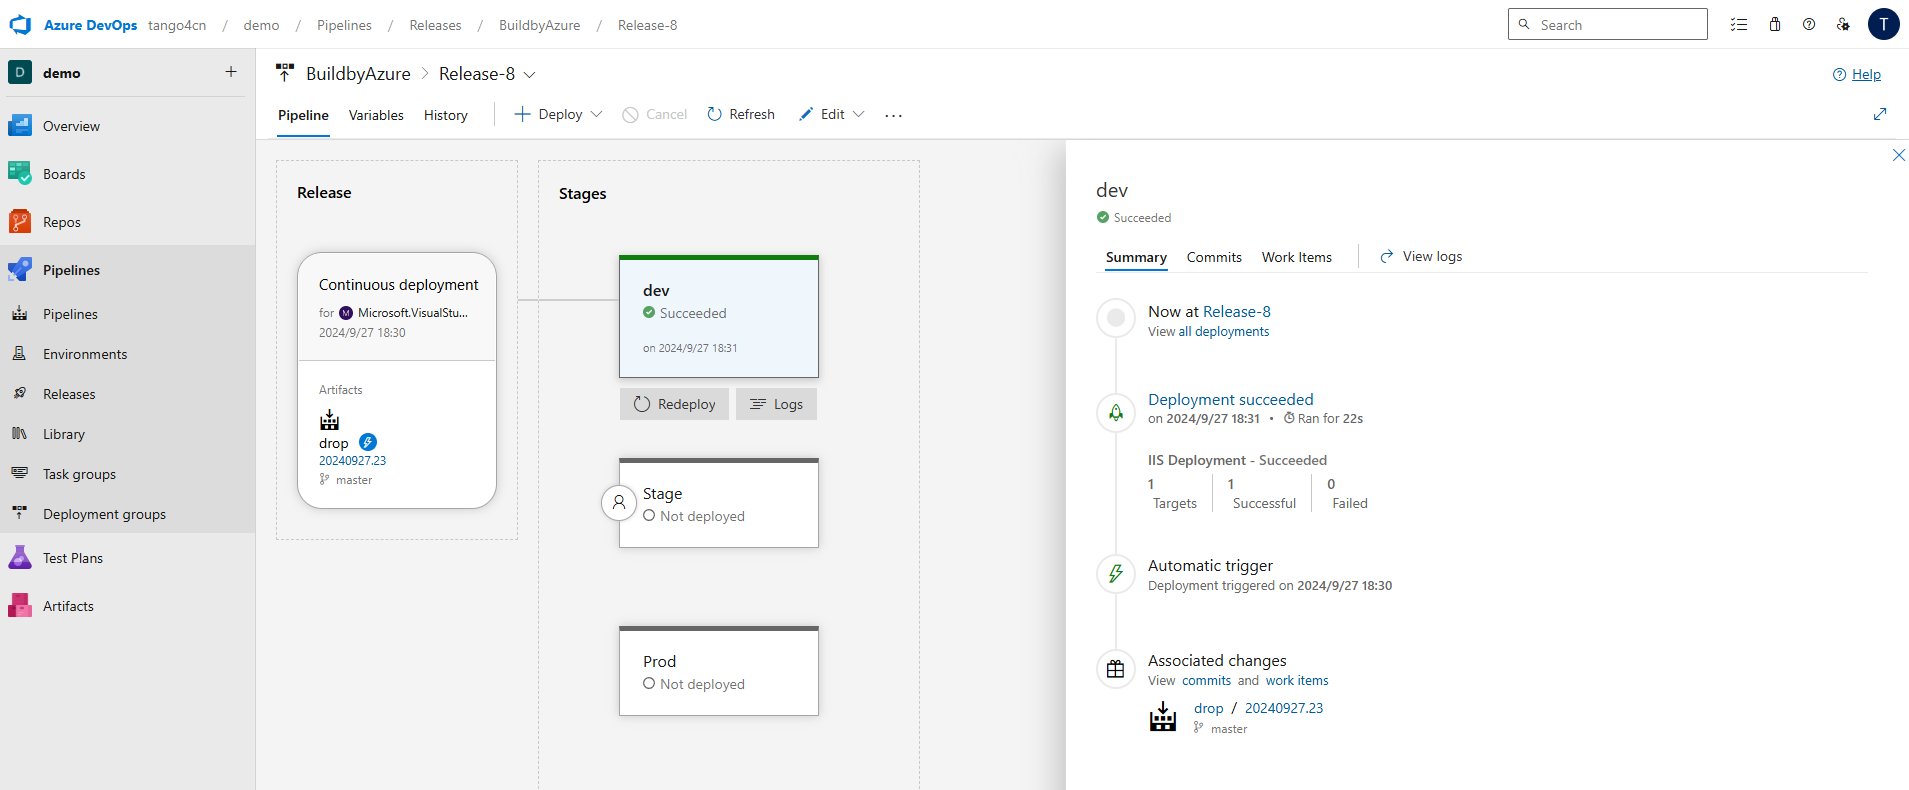 Azure DevOps tango4cn / demo / Pipelines / Releases / BuildbyAzure / Release-8
Search
T
D demo +
Overview
Boards
Repos
Pipelines
Pipelines
Environments
Releases
Library
Task groups
Deployment groups
Test Plans
Artifacts
BuildbyAzure > Release-8
Help
Pipeline Variables History Deploy Cancel Refresh Edit ...
Release
Continuous deployment
for M Microsoft.VisualStu...
2024/9/27 18:30
Artifacts
drop
20240927.23
master
Stages
dev
Succeeded
on 2024/9/27 18:31
Redeploy Logs
Stage
Not deployed
Prod
Not deployed
dev
Succeeded
Summary Commits Work Items View logs
Now at Release-8
View all deployments
Deployment succeeded
on 2024/9/27 18:31 • Ran for 22s
IIS Deployment - Succeeded
1 1 0
Targets Successful Failed
Automatic trigger
Deployment triggered on 2024/9/27 18:30
Associated changes
View commits and work items
drop / 20240927.23
master